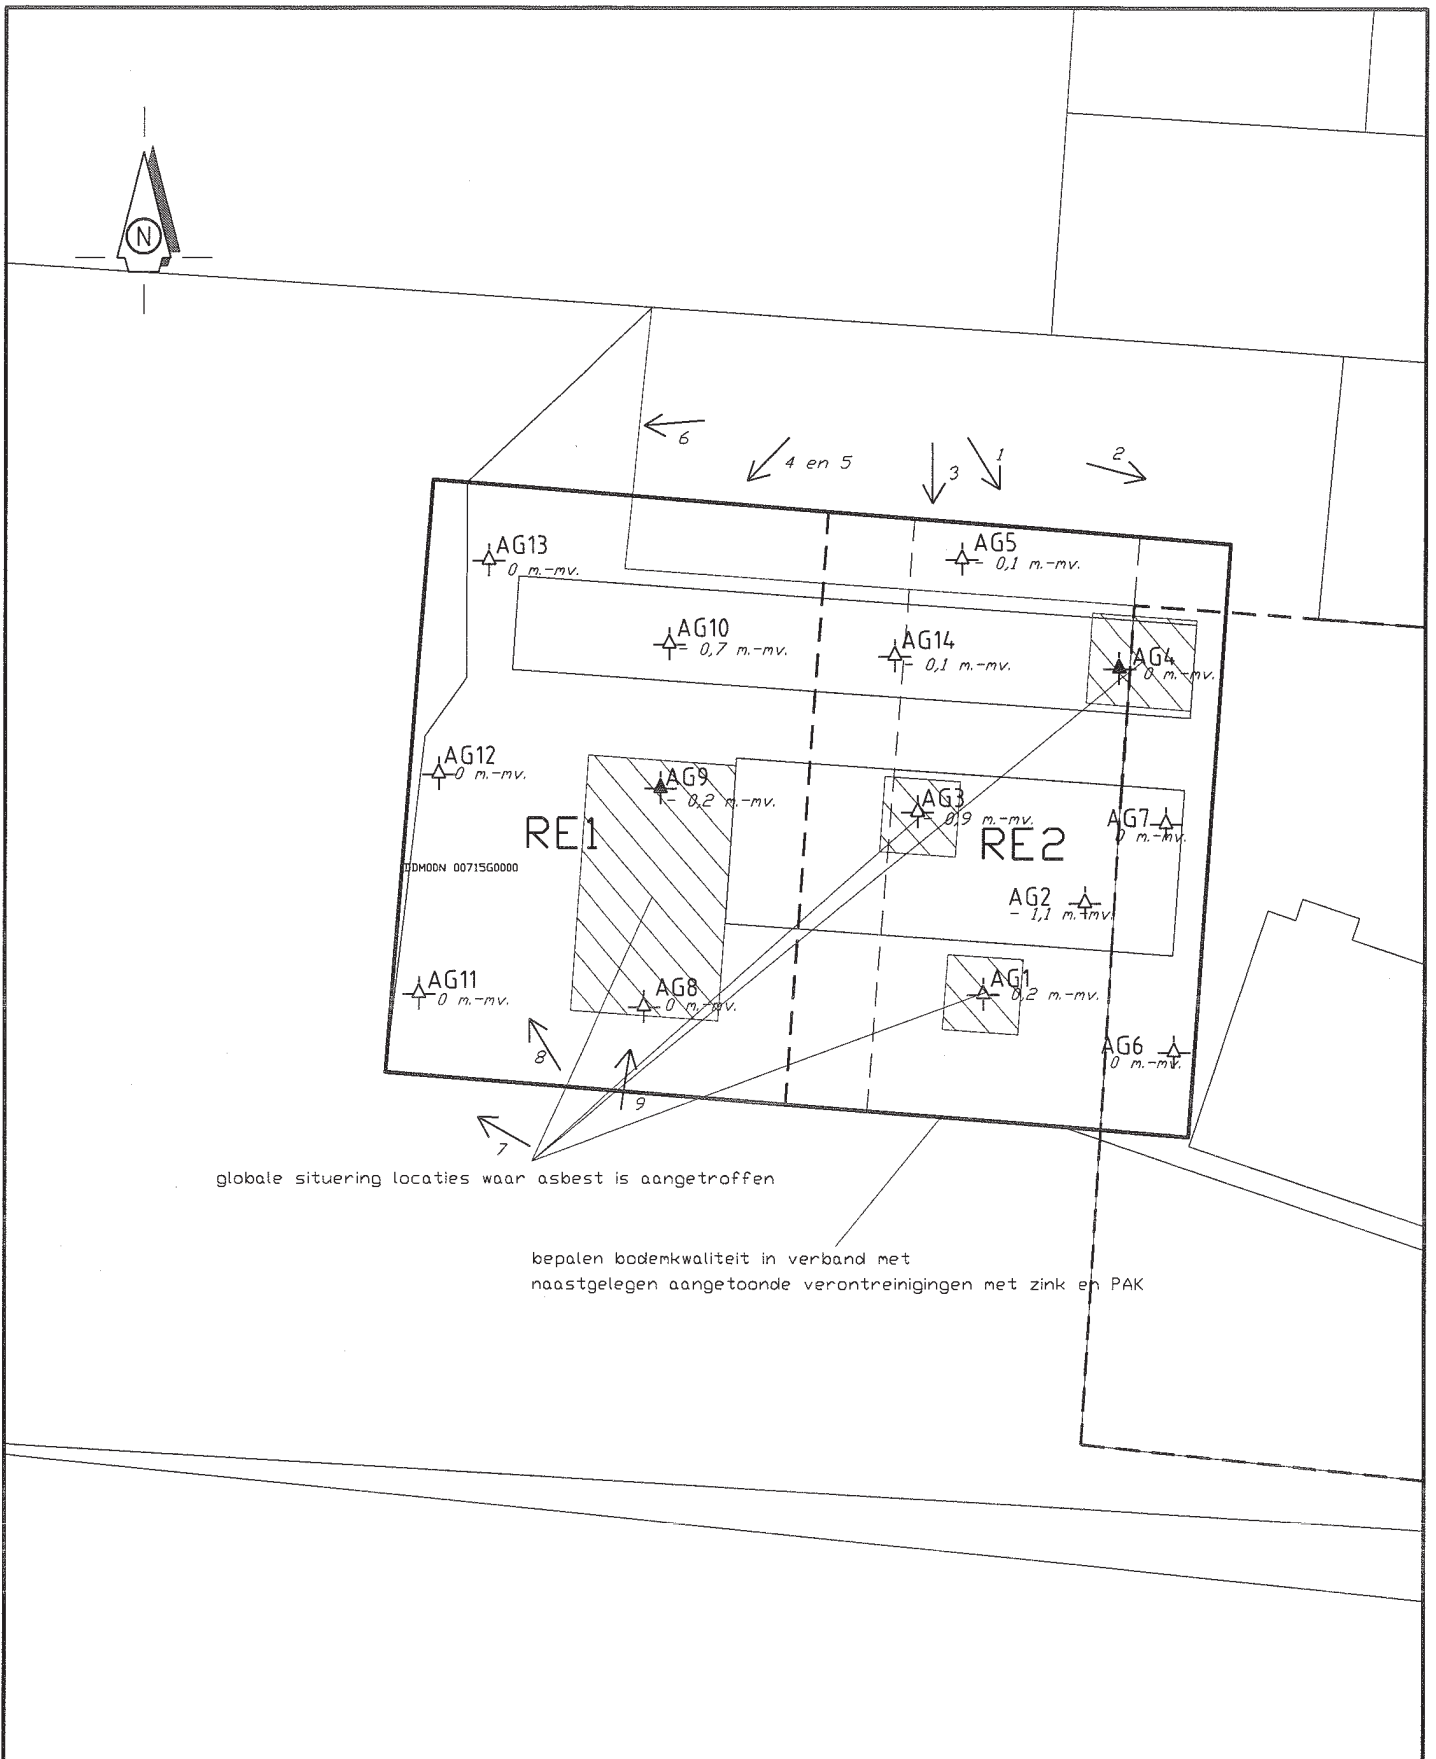 N
6
4 en 5
3
1
2
AG13
0 m.-mv.
AG5
- 0,1 m.-mv.
AG10
- 0,7 m.-mv.
AG14
- 0,1 m.-mv.
AG4
0 m.-mv.
AG12
0 m.-mv.
AG9
- 0,2 m.-mv.
AG3
- 0,9 m.-mv.
AG7
0 m.-mv.
RE1
RE2
AG2
- 1,1 m.-mv.
AG11
0 m.-mv.
AG8
0 m.-mv.
AG1
0,2 m.-mv.
AG6
0 m.-mv.
8
9
7
globale situering locaties waar asbest is aangetroffen
bepalen bodemkwaliteit in verband met
naastgelegen aangetoonde verontreinigingen met zink en PAK